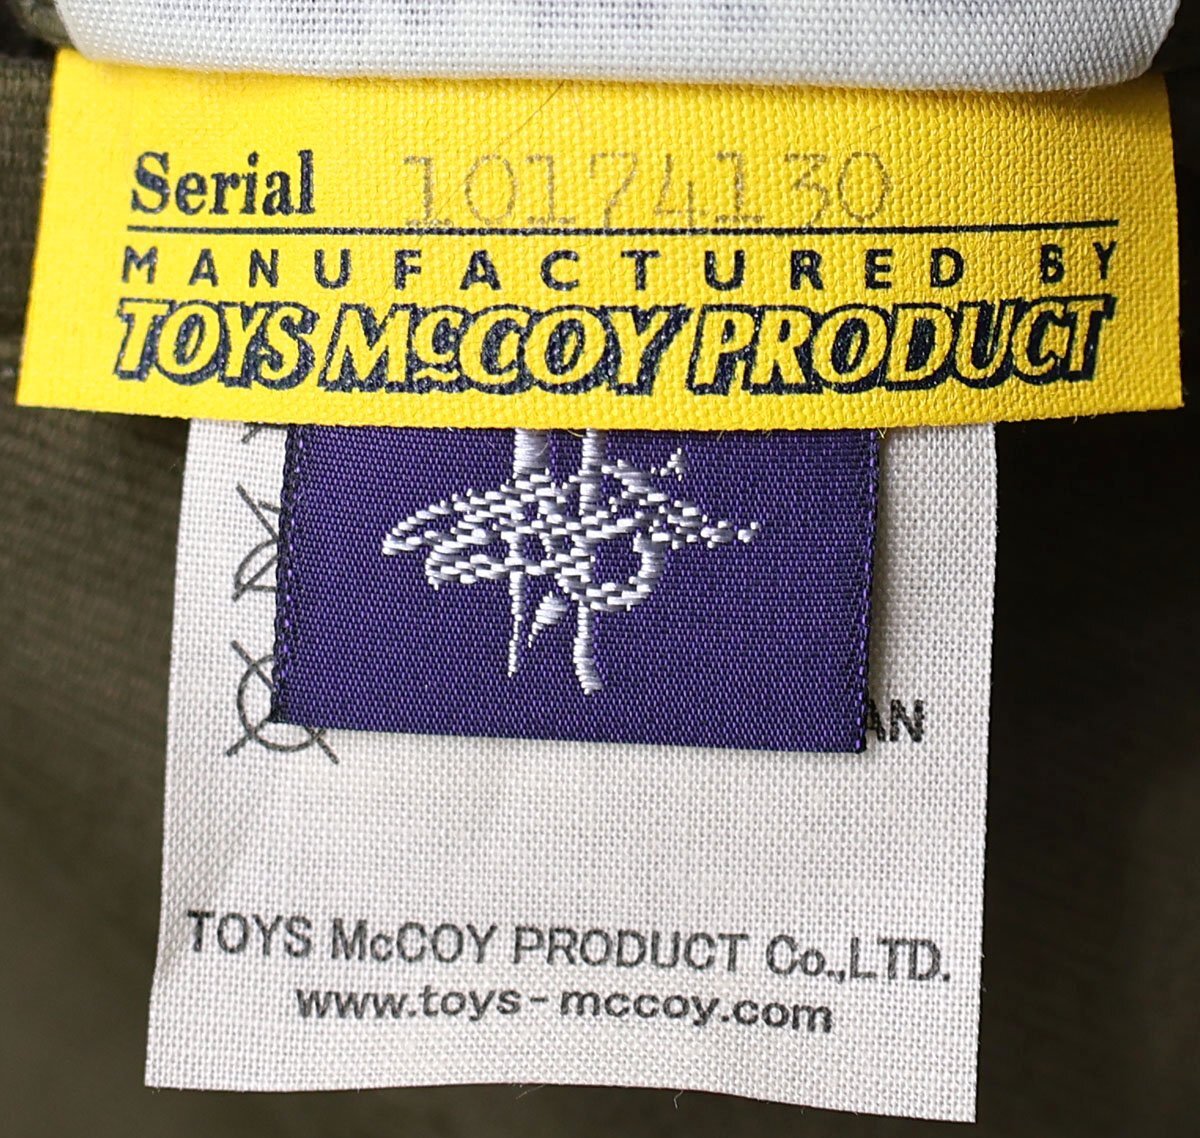 Serial 10174130
MANUFACTURED BY
TOYS McCOY PRODUCT
AN
TOYS McCOY PRODUCT Co.,LTD.
www.toys-mccoy.com